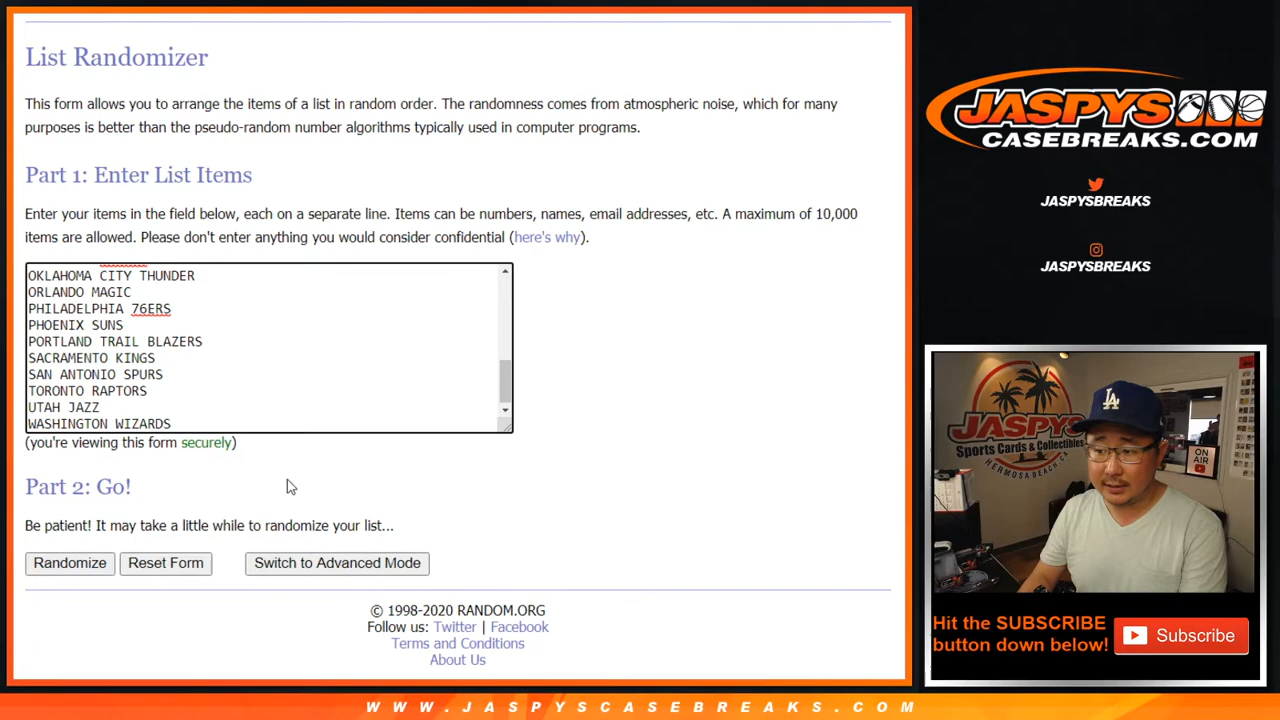 List Randomizer
This form allows you to arrange the items of a list in random order. The randomness comes from atmospheric noise, which for many
purposes is better than the pseudo-random number algorithms typically used in computer programs.
Part 1: Enter List Items
Enter your items in the field below, each on a separate line. Items can be numbers, names, email addresses, etc. A maximum of 10,000
items are allowed. Please don't enter anything you would consider confidential (here's why).
OKLAHOMA CITY THUNDER
ORLANDO MAGIC
PHILADELPHIA 76ERS
PHOENIX SUNS
PORTLAND TRAIL BLAZERS
SACRAMENTO KINGS
SAN ANTONIO SPURS
TORONTO RAPTORS
UTAH JAZZ
WASHINGTON WIZARDS
(you're viewing this form securely)
Part 2: Go!
Be patient! It may take a little while to randomize your list...
Randomize
Reset Form
Switch to Advanced Mode
© 1998-2020 RANDOM.ORG
Follow us: Twitter | Facebook
Terms and Conditions
About Us
JASPYS
CASEBREAKS.COM
JASPYSBREAKS
JASPYSBREAKS
JASPYS
Sports Cards & Collectibles
HERMOSA BEACH, CA
LA
ON AIR
Hit the SUBSCRIBE
button down below!
Subscribe
WWW.JASPYSCASEBREAKS.COM